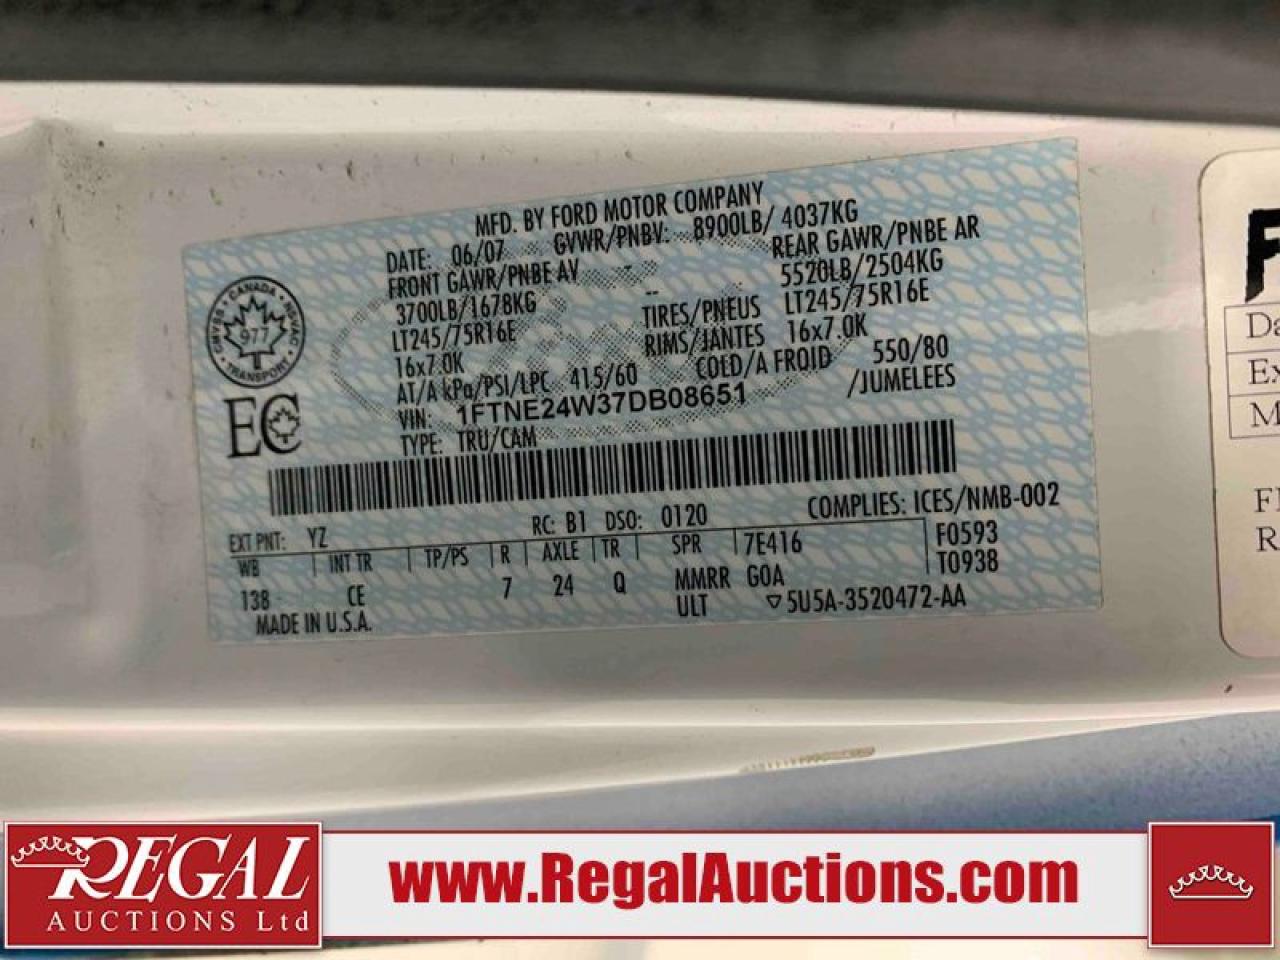 MFD. BY FORD MOTOR COMPANY
DATE: 06/07 GVWR/PNBV: 8900LB/ 4037KG
FRONT GAWR/PNBE AV REAR GAWR/PNBE AR
3700LB/1678KG 5520LB/2504KG
LT245/75R16E TIRES/PNEUS LT245/75R16E
16x7.0K RIMS/JANTES 16x7.0K
AT/A kPa/PSI/LPC 415/60 COLD/A FROID 550/80
VIN: 1FTNE24W37DB08651 /JUMELEES
TYPE: TRU/CAM
CANADA
977
TRANSPORT
EC
RC: B1 DSO: 0120 COMPLIES: ICES/NMB-002
EXT PNT: YZ
WB INT TR TP/PS R AXLE TR SPR 7E416 F0593
138 CE 7 24 Q MMRR GOA T0938
MADE IN U.S.A. ULT ▽5U5A-3520472-AA
F
Da
Ex
M
R
REGAL
AUCTIONS Ltd
www.RegalAuctions.com